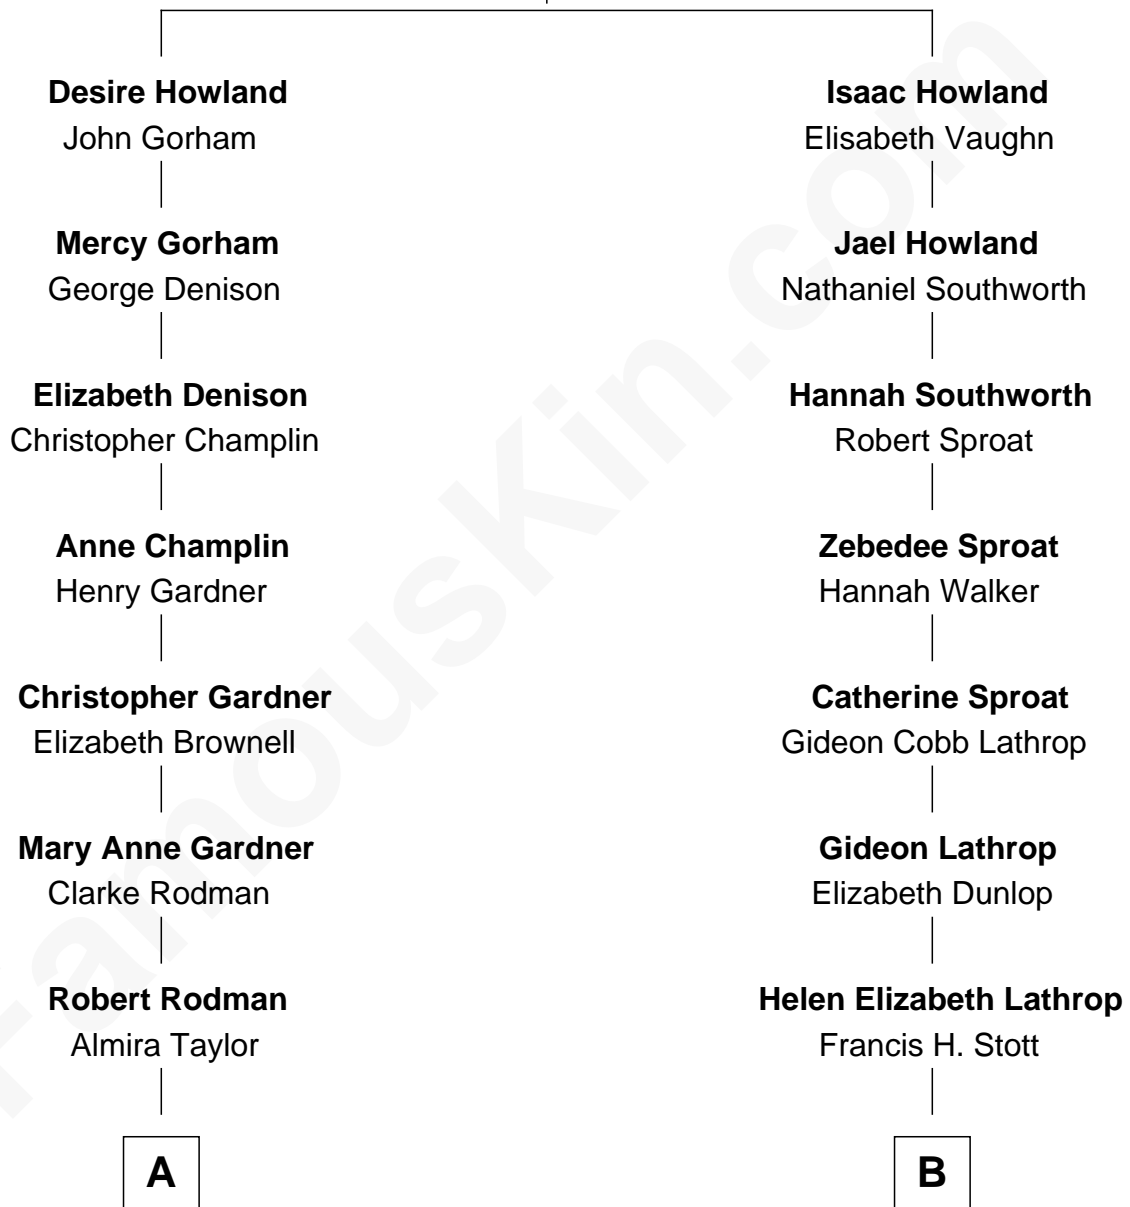 Desire Howland
John Gorham
Mercy Gorham
George Denison
Elizabeth Denison
Christopher Champlin
Anne Champlin
Henry Gardner
Christopher Gardner
Elizabeth Brownell
Mary Anne Gardner
Clarke Rodman
Robert Rodman
Almira Taylor
A
Isaac Howland
Elisabeth Vaughn
Jael Howland
Nathaniel Southworth
Hannah Southworth
Robert Sproat
Zebedee Sproat
Hannah Walker
Catherine Sproat
Gideon Cobb Lathrop
Gideon Lathrop
Elizabeth Dunlop
Helen Elizabeth Lathrop
Francis H. Stott
B
FamousKin.com